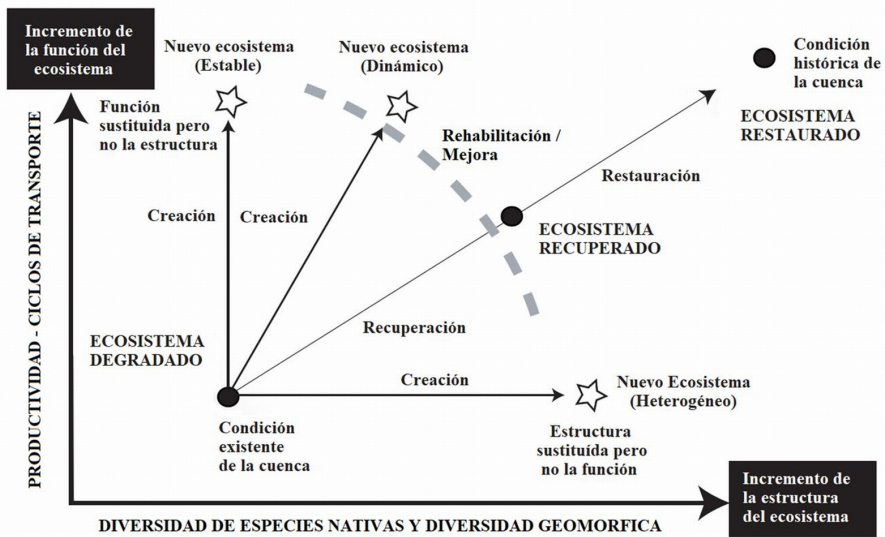 Incremento de
la función del
ecosistema
Nuevo ecosistema
(Estable)
Nuevo ecosistema
(Dinámico)
Condición
histórica de
la cuenca
ECOSISTEMA
RESTAURADO
Función
sustituida pero
no la estructura
Rehabilitación /
Mejora
Restauración
Creación
Creación
ECOSISTEMA
RECUPERADO
PRODUCTIVIDAD - CICLOS DE TRANSPORTE
ECOSISTEMA
DEGRADADO
Recuperación
Creación
Nuevo Ecosistema
(Heterogéneo)
Condición
existente
de la cuenca
Estructura
sustituída pero
no la función
Incremento de
la estructura
del ecosistema
DIVERSIDAD DE ESPECIES NATIVAS Y DIVERSIDAD GEOMORFICA